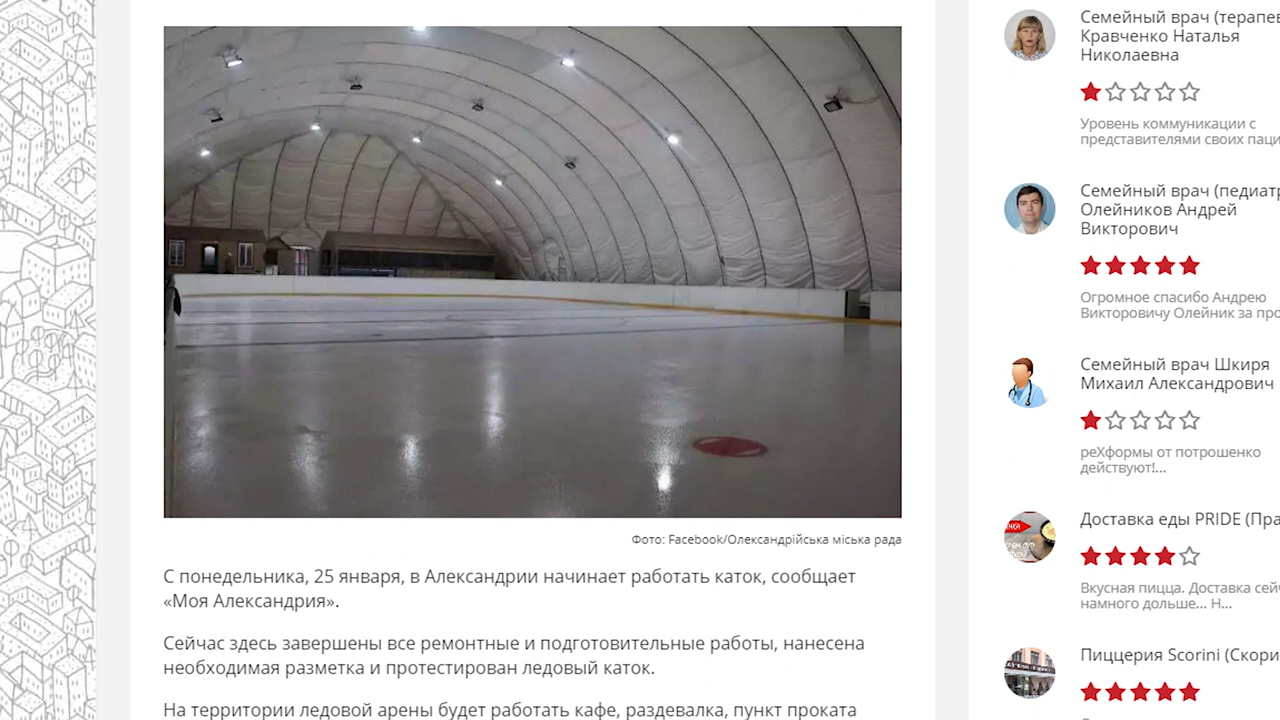 Фото: Facebook/Олександрійська міська рада
С понедельника, 25 января, в Александрии начинает работать каток, сообщает
«Моя Александрия».
Сейчас здесь завершены все ремонтные и подготовительные работы, нанесена
необходимая разметка и протестирован ледовый каток.
На территории ледовой арены будет работать кафе, раздевалка, пункт проката
Семейный врач (терапев
Кравченко Наталья
Николаевна
Уровень коммуникации с
представителями своих паци
Семейный врач (педиатр
Олейников Андрей
Викторович
Огромное спасибо Андрею
Викторовичу Олейник за про
Семейный врач Шкиря
Михаил Александрович
реХформы от потрошенко
действуют!...
Доставка еды PRIDE (Пра
Вкусная пицца. Доставка сейч
намного дольше... Н...
Пиццерия Scorini (Скори